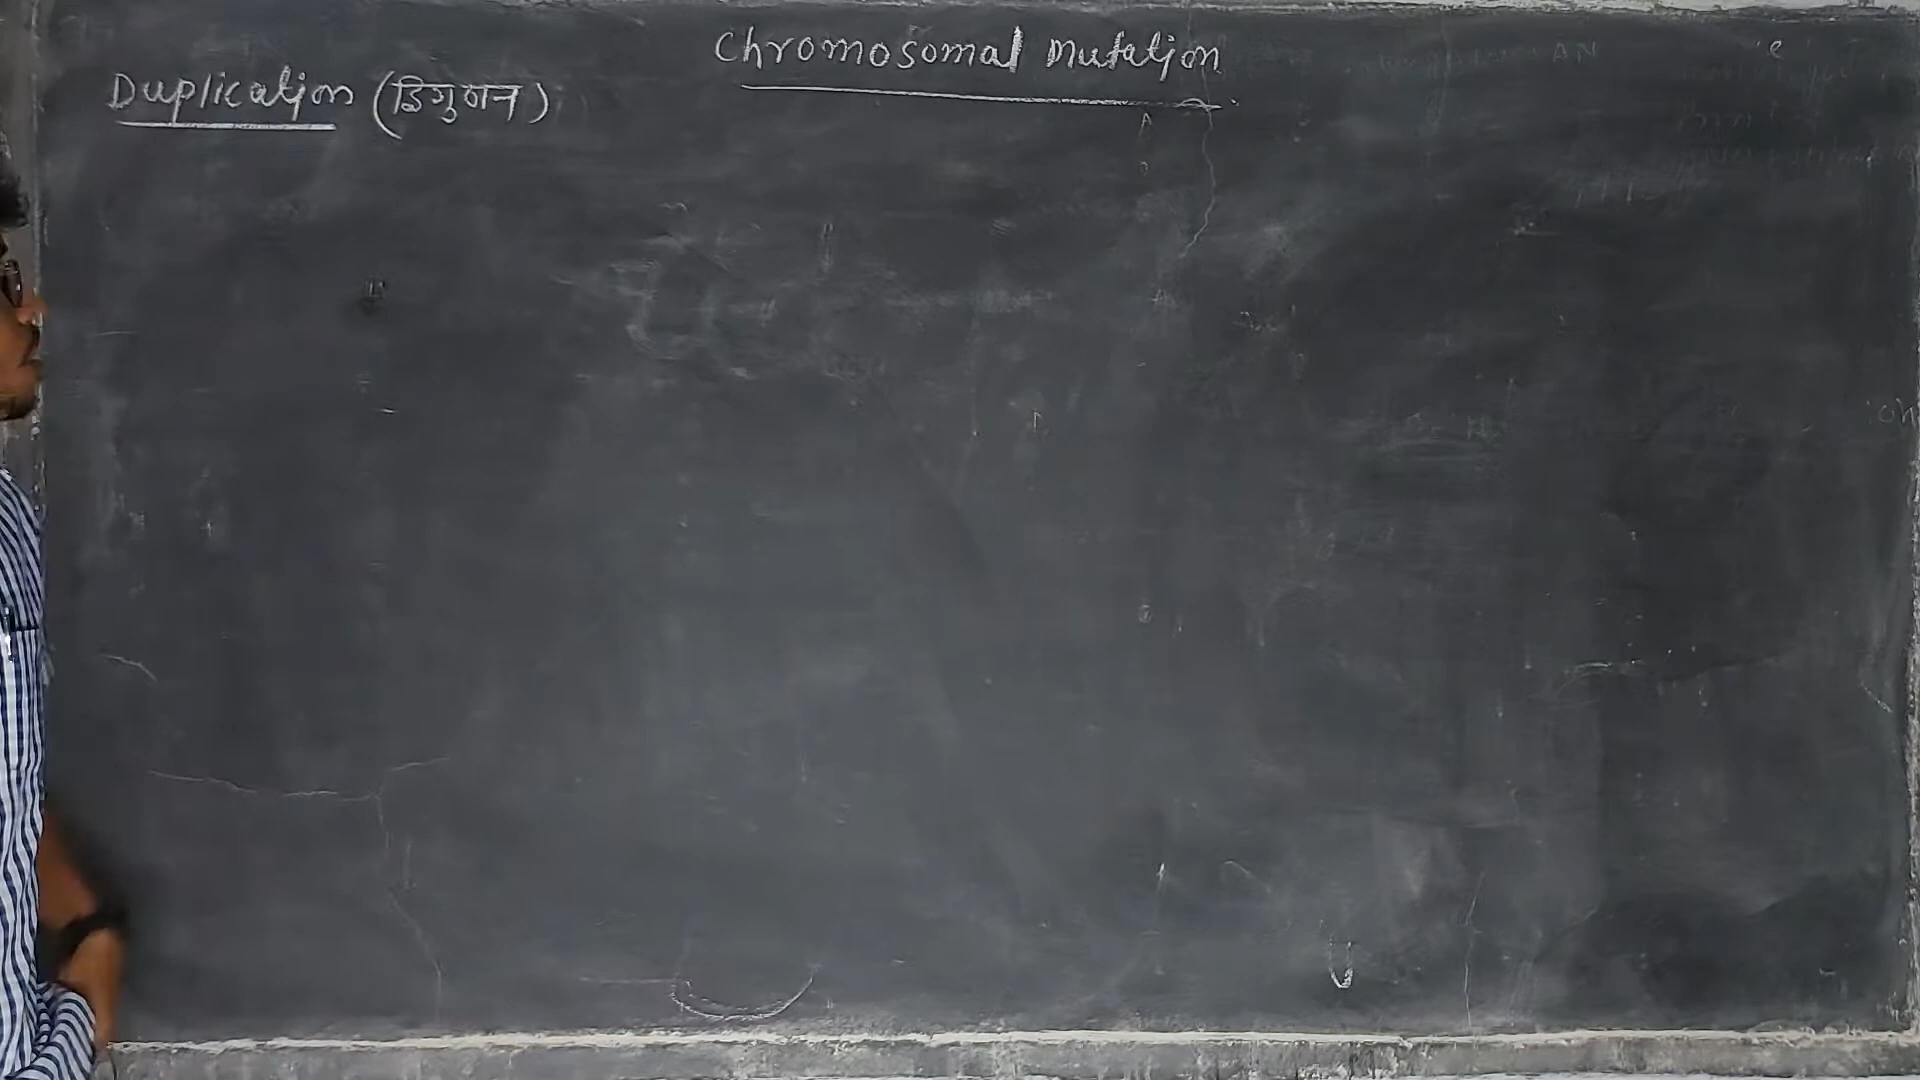 Chromosomal Mutation
Duplication (डिगुणन)